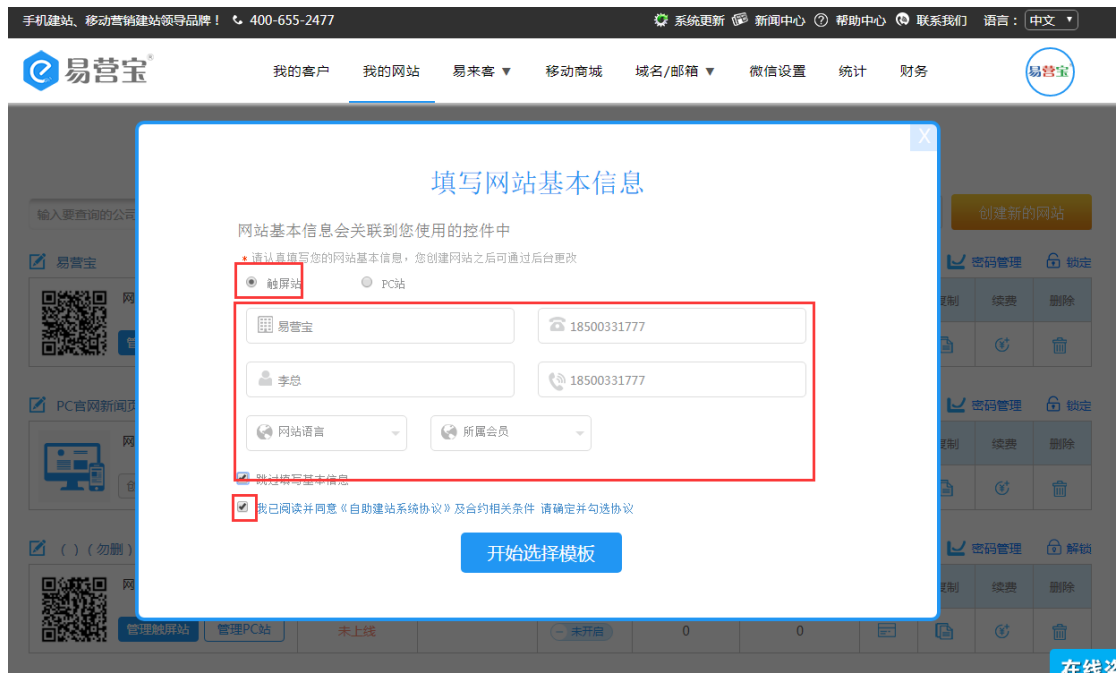 手机建站、移动营销建站领导品牌！ 400-655-2477 系统更新 新闻中心 帮助中心 联系我们 语言： 中文
易营宝® 我的客户 我的网站 易来客 ▼ 移动商城 域名/邮箱 ▼ 微信设置 统计 财务 易营宝
X
填写网站基本信息
输入要查询的公司 创建新的网站
网站基本信息会关联到您使用的控件中
* 请认真填写您的网站基本信息，您创建网站之后可通过后台更改
易营宝 密码管理 锁定
触屏站 PC站
网 复制 续费 删除
易营宝 18500331777
管
李总 18500331777
PC官网新闻页 密码管理 锁定
网站语言 所属会员
网 复制 续费 删除
跳过填写基本信息
创
我已阅读并同意《自助建站系统协议》及合约相关条件 请确定并勾选协议
开始选择模板
（ ）（勿删） 密码管理 解锁
网 复制 续费 删除
管理触屏站 管理PC站 未上线 未开启 0 0
在线